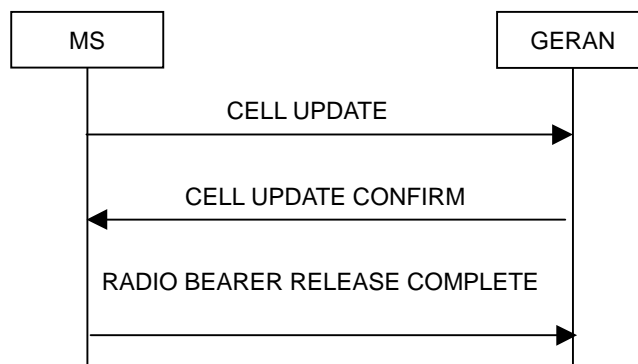 MS
GERAN
CELL UPDATE
CELL UPDATE CONFIRM
RADIO BEARER RELEASE COMPLETE